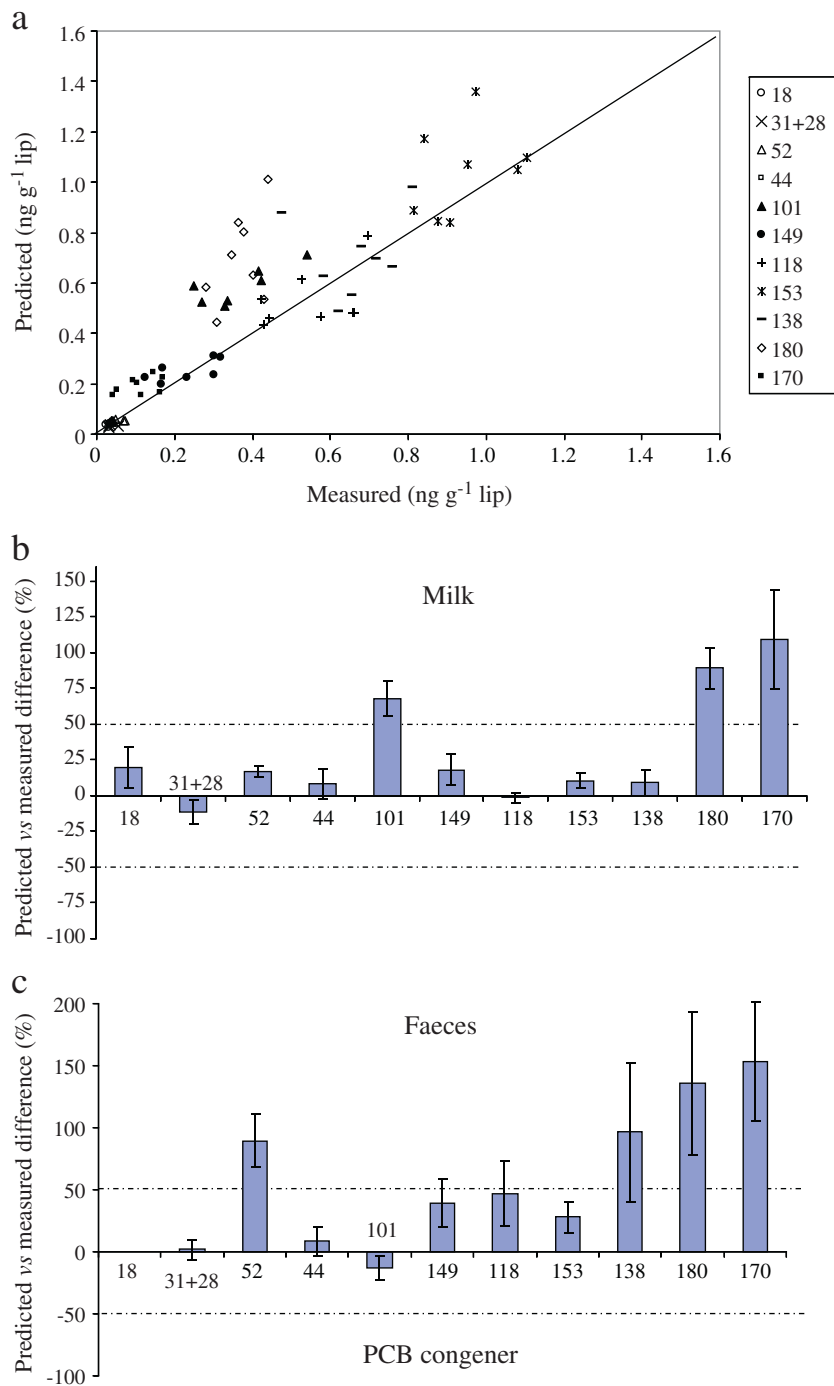 a
1.6
1.4
1.2
1.0
0.8
0.6
0.4
0.2
0
Predicted (ng g⁻¹ lip)
0 0.2 0.4 0.6 0.8 1.0 1.2 1.4 1.6
Measured (ng g⁻¹ lip)
18
31+28
52
44
101
149
118
153
138
180
170
b
Milk
Predicted vs measured difference (%)
150
125
100
75
50
25
0
-25
-50
-75
-100
18 31+28 52 44 101 149 118 153 138 180 170
c
Faeces
Predicted vs measured difference (%)
200
150
100
50
0
-50
-100
18 31+28 52 44 101 149 118 153 138 180 170
PCB congener